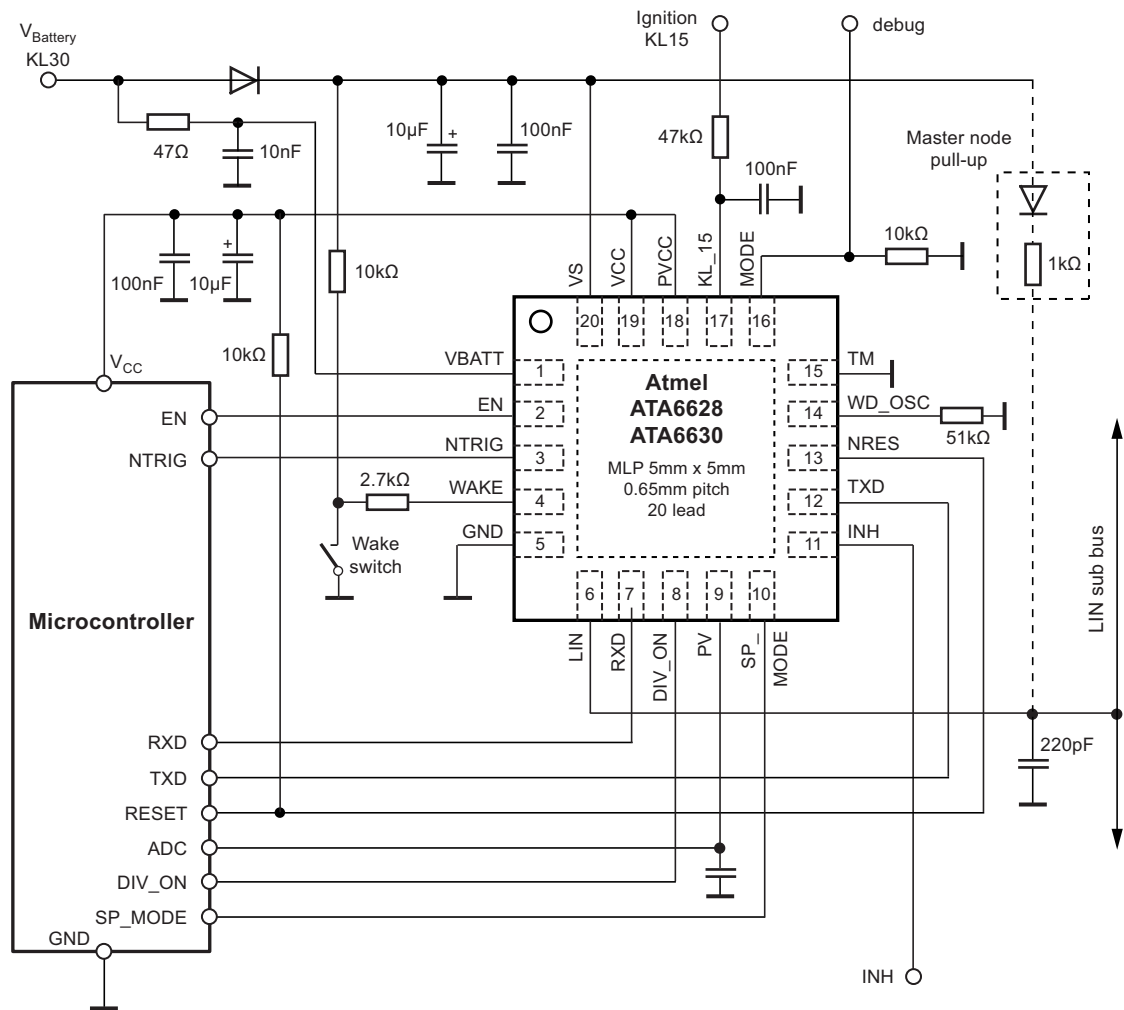 Ignition
KL15
debug
VBattery
KL30
47Ω
10nF
10µF
+
100nF
47kΩ
100nF
Master node
pull-up
10kΩ
1kΩ
100nF
10µF
+
10kΩ
10kΩ
VS
VCC
PVCC
KL_15
MODE
20
19
18
17
16
VCC
VBATT
1
EN
EN
2
NTRIG
NTRIG
3
2.7kΩ
WAKE
4
GND
5
Wake
switch
Atmel
ATA6628
ATA6630
MLP 5mm x 5mm
0.65mm pitch
20 lead
15
TM
14
WD_OSC
51kΩ
13
NRES
12
TXD
11
INH
6
7
8
9
10
LIN
RXD
DIV_ON
PV
SP_
MODE
LIN sub bus
Microcontroller
220pF
RXD
TXD
RESET
ADC
DIV_ON
SP_MODE
GND
INH